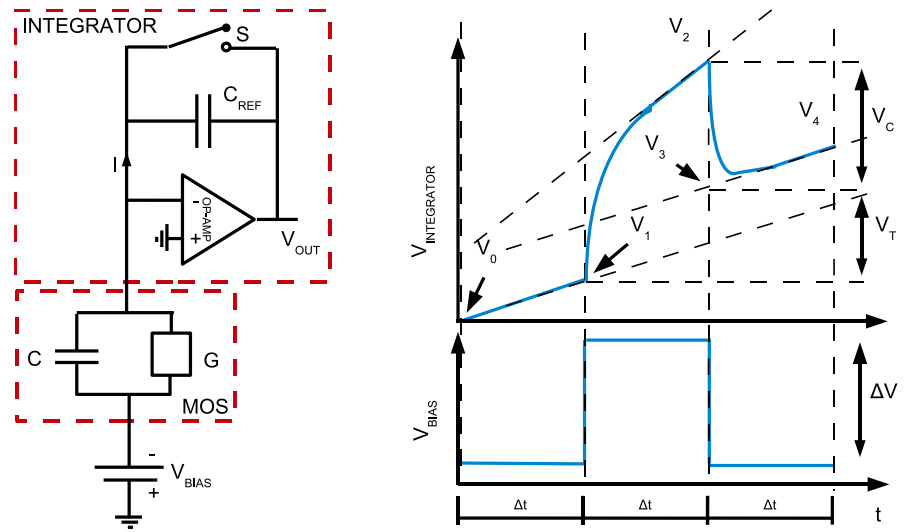 INTEGRATOR
S
C REF
I
-
OP-AMP
+
V OUT
C
G
MOS
-
V BIAS
+
V INTEGRATOR
V 2
V 3
V 4
V C
V 0
V 1
V T
V BIAS
ΔV
Δt
Δt
Δt
t